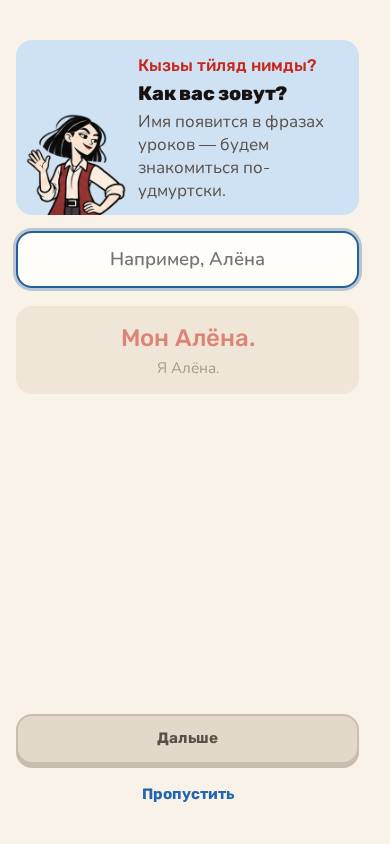 Кызьы тӥляд нимды?
Как вас зовут?
Имя появится в фразах
уроков — будем
знакомиться по-
удмуртски.
Например, Алёна
Мон Алёна.
Я Алёна.
Дальше
Пропустить